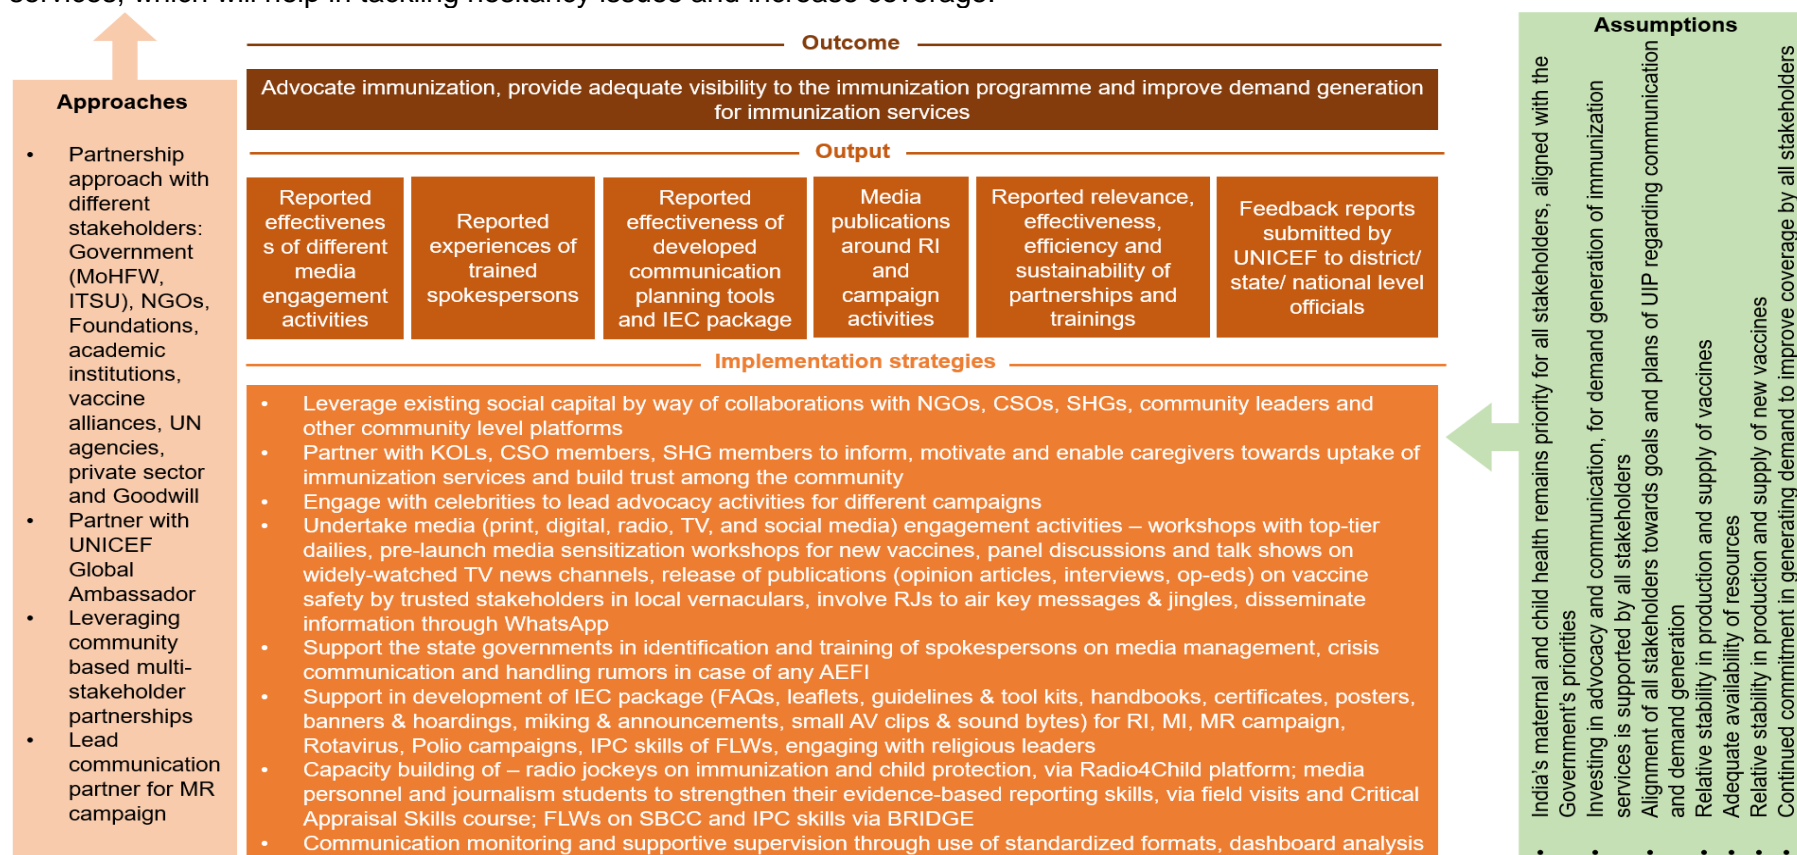 services, which will help in tackling hesitancy issues and increase coverage.
Approaches
• Partnership
approach with
different
stakeholders:
Government
(MoHFW,
ITSU), NGOs,
Foundations,
academic
institutions,
vaccine
alliances, UN
agencies,
private sector
and Goodwill
• Partner with
UNICEF
Global
Ambassador
• Leveraging
community
based multi-
stakeholder
partnerships
• Lead
communication
partner for MR
campaign
Outcome
Advocate immunization, provide adequate visibility to the immunization programme and improve demand generation
for immunization services
Output
Reported
effectivenes
s of different
media
engagement
activities
Reported
experiences of
trained
spokespersons
Reported
effectiveness of
developed
communication
planning tools
and IEC package
Media
publications
around RI
and
campaign
activities
Reported relevance,
effectiveness,
efficiency and
sustainability of
partnerships and
trainings
Feedback reports
submitted by
UNICEF to district/
state/ national level
officials
Implementation strategies
• Leverage existing social capital by way of collaborations with NGOs, CSOs, SHGs, community leaders and
other community level platforms
• Partner with KOLs, CSO members, SHG members to inform, motivate and enable caregivers towards uptake of
immunization services and build trust among the community
• Engage with celebrities to lead advocacy activities for different campaigns
• Undertake media (print, digital, radio, TV, and social media) engagement activities – workshops with top-tier
dailies, pre-launch media sensitization workshops for new vaccines, panel discussions and talk shows on
widely-watched TV news channels, release of publications (opinion articles, interviews, op-eds) on vaccine
safety by trusted stakeholders in local vernaculars, involve RJs to air key messages & jingles, disseminate
information through WhatsApp
• Support the state governments in identification and training of spokespersons on media management, crisis
communication and handling rumors in case of any AEFI
• Support in development of IEC package (FAQs, leaflets, guidelines & tool kits, handbooks, certificates, posters,
banners & hoardings, miking & announcements, small AV clips & sound bytes) for RI, MI, MR campaign,
Rotavirus, Polio campaigns, IPC skills of FLWs, engaging with religious leaders
• Capacity building of – radio jockeys on immunization and child protection, via Radio4Child platform; media
personnel and journalism students to strengthen their evidence-based reporting skills, via field visits and Critical
Appraisal Skills course; FLWs on SBCC and IPC skills via BRIDGE
• Communication monitoring and supportive supervision through use of standardized formats, dashboard analysis
Assumptions
• India's maternal and child health remains priority for all stakeholders, aligned with the
Government's priorities
• Investing in advocacy and communication, for demand generation of immunization
services is supported by all stakeholders
• Alignment of all stakeholders towards goals and plans of UIP regarding communication
and demand generation
• Relative stability in production and supply of vaccines
• Adequate availability of resources
• Relative stability in production and supply of new vaccines
• Continued commitment in generating demand to improve coverage by all stakeholders